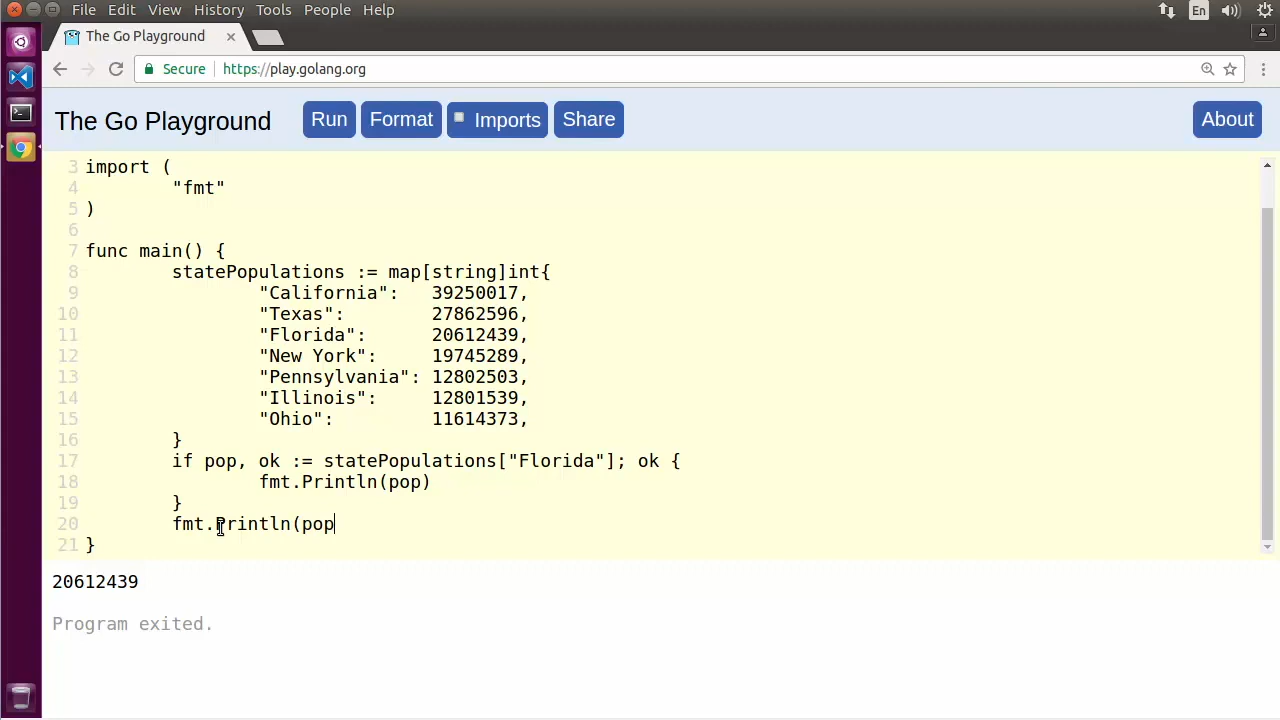 File Edit View History Tools People Help
En
The Go Playground
Secure https://play.golang.org
The Go Playground Run Format Imports Share About
3 import (
4 "fmt"
5 )
6
7 func main() {
8 statePopulations := map[string]int{
9 "California": 39250017,
10 "Texas": 27862596,
11 "Florida": 20612439,
12 "New York": 19745289,
13 "Pennsylvania": 12802503,
14 "Illinois": 12801539,
15 "Ohio": 11614373,
16 }
17 if pop, ok := statePopulations["Florida"]; ok {
18 fmt.Println(pop)
19 }
20 fmt.Println(pop
21 }
20612439
Program exited.